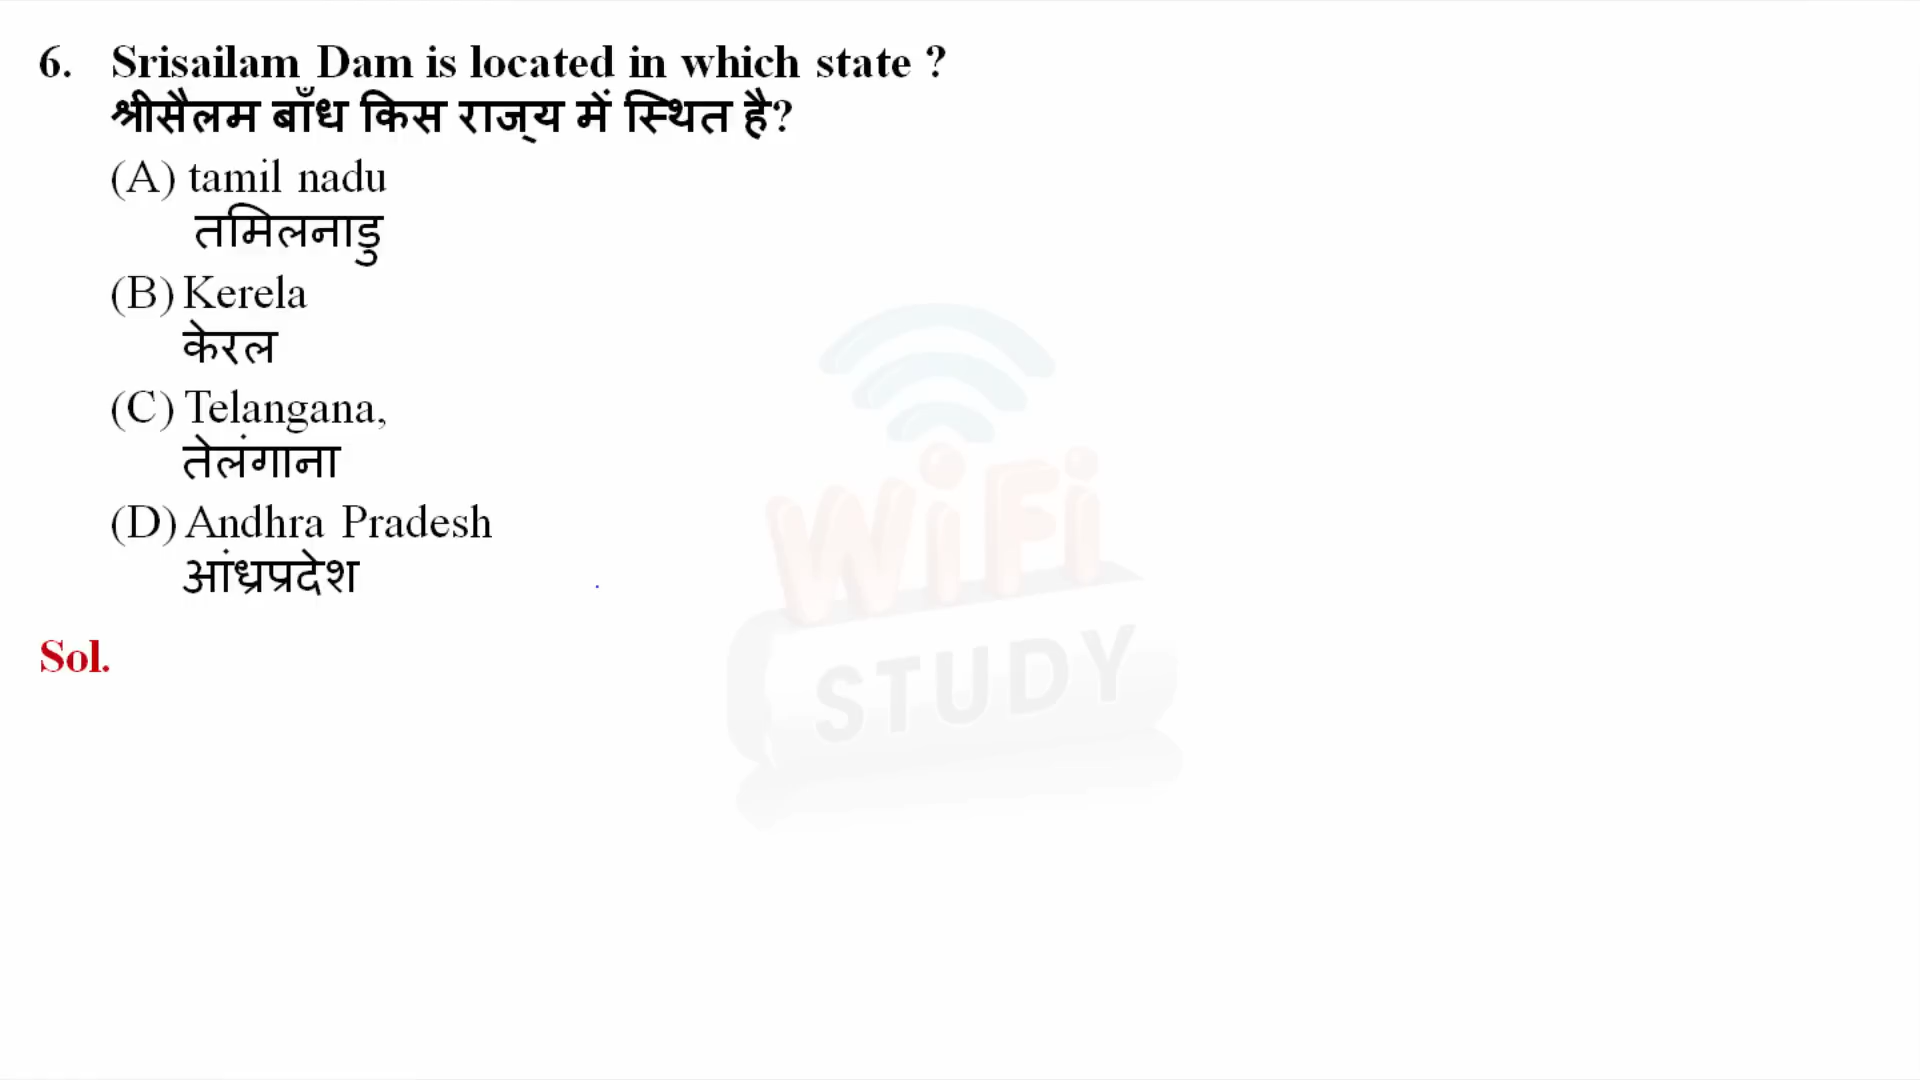 6. Srisailam Dam is located in which state ?
श्रीसैलम बाँध किस राज्य में स्थित है?
(A) tamil nadu
तमिलनाडु
(B) Kerela
केरल
(C) Telangana,
तेलंगाना
(D) Andhra Pradesh
आंध्रप्रदेश
WiFi
STUDY
Sol.